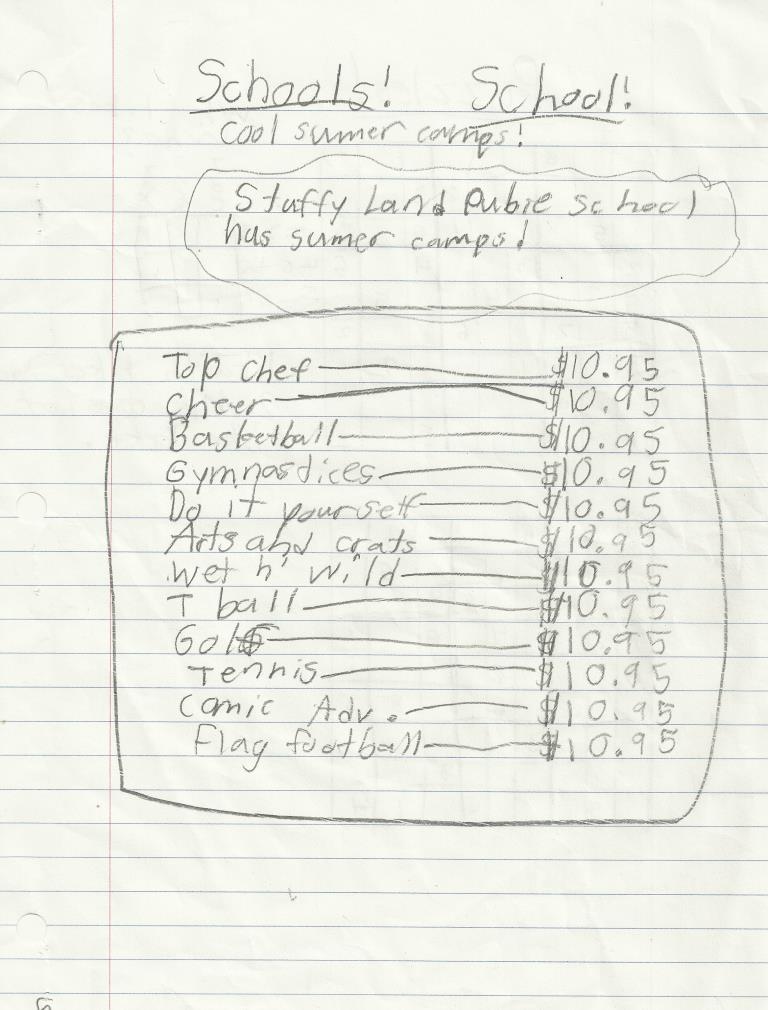 Schools! School!
cool sumer camps!
Stuffy Land Pubie school
has sumer camps!
Top chef $10.95
cheer $10.95
Basketball $10.95
Gymnasdices $10.95
Do it yourself $10.95
Arts and crats $10.95
wet n' wild $10.95
T ball $10.95
Golf $10.95
Tennis $10.95
Comic Adv. $10.95
Flag football $10.95